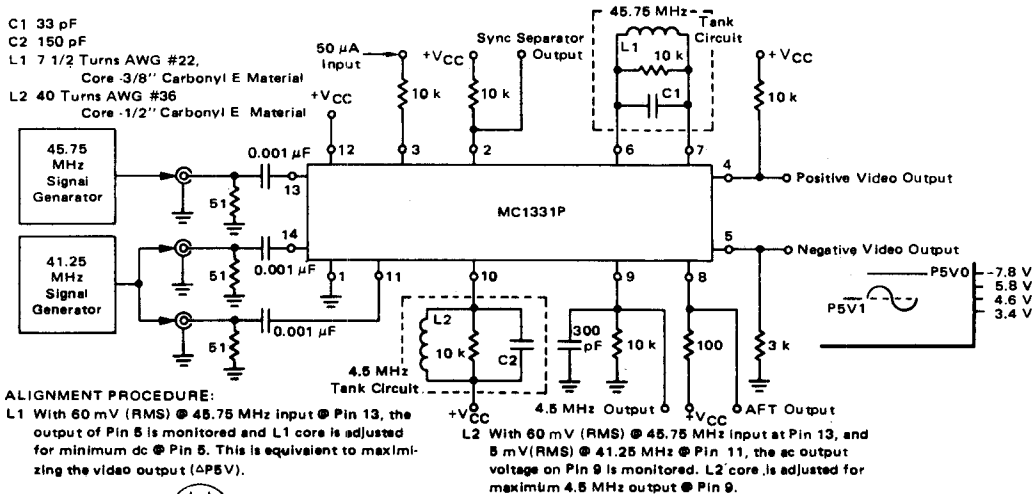 C1 33 pF
C2 150 pF
L1 7 1/2 Turns AWG #22,
Core -3/8" Carbonyl E Material
L2 40 Turns AWG #36
Core -1/2" Carbonyl E Material
50 μA
Input
+VCC
Sync Separator
Output
45.75 MHz
Tank
Circuit
L1
10 k
C1
+VCC
10 k
10 k
10 k
+VCC
12
3
2
6
7
45.75
MHz
Signal
Genarator
0.001 μF
13
51
4
Positive Video Output
MC1331P
41.25
MHz
Signal
Generator
14
51
0.001 μF
5
Negative Video Output
1
11
10
9
8
51
0.001 μF
P5V0
P5V1
-7.8 V
5.8 V
4.6 V
3.4 V
L2
10 k
C2
300
pF
10 k
100
3 k
4.5 MHz
Tank Circuit
+VCC
4.5 MHz Output
+VCC
AFT Output
ALIGNMENT PROCEDURE:
L1 With 60 mV (RMS) @ 45.75 MHz input @ Pin 13, the
output of Pin 5 is monitored and L1 core is adjusted
for minimum dc @ Pin 5. This is equivalent to maximi-
zing the video output (ΔP5V).
L2 With 60 mV (RMS) @ 45.75 MHz input at Pin 13, and
5 mV(RMS) @ 41.25 MHz @ Pin 11, the ac output
voltage on Pin 9 is monitored. L2 core is adjusted for
maximum 4.5 MHz output @ Pin 9.